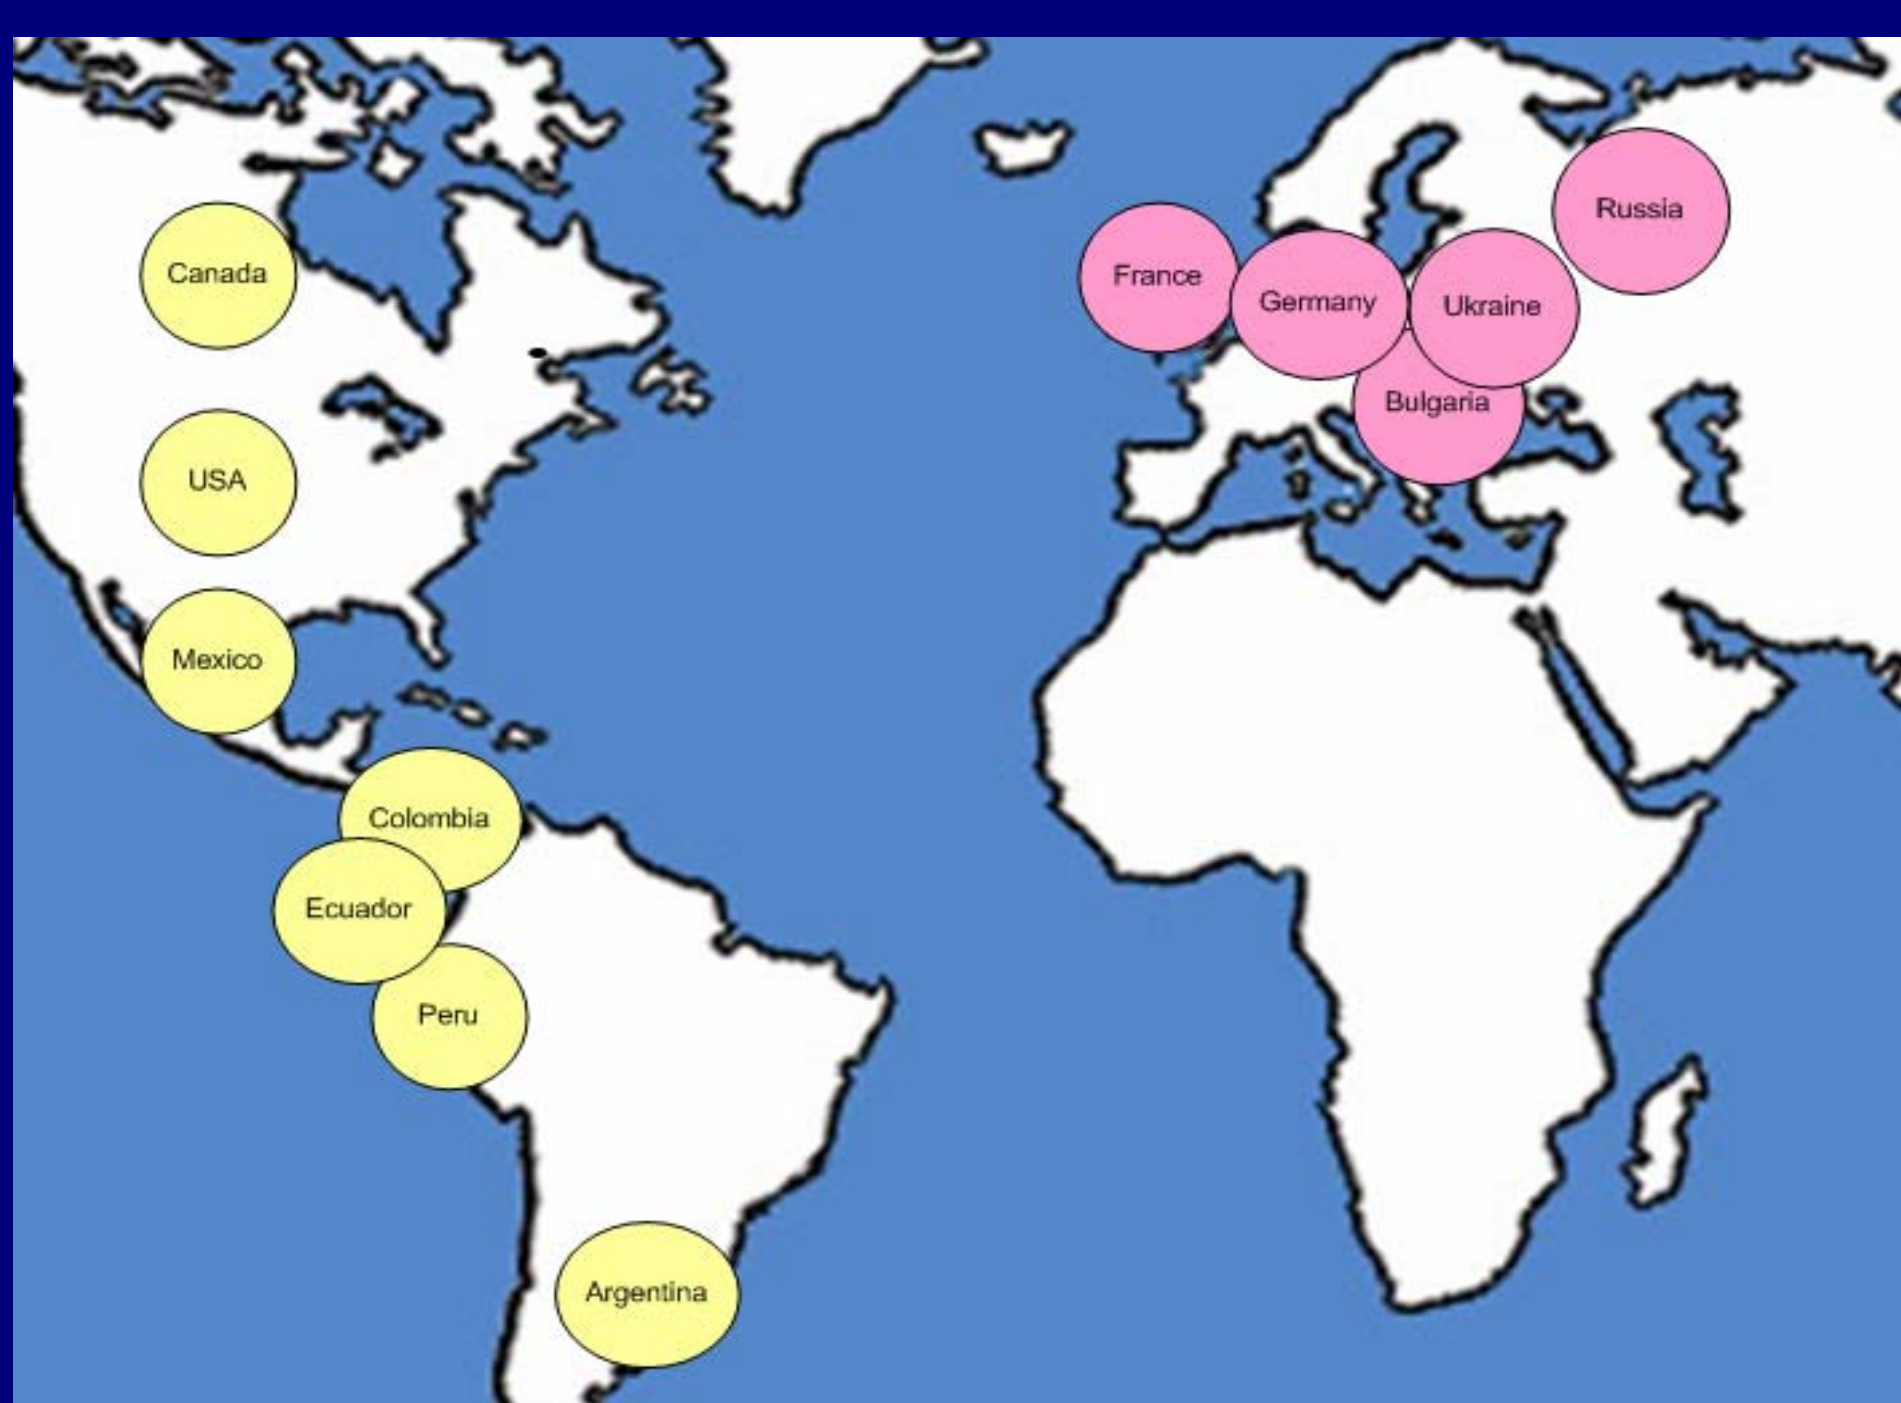 Russia
Canada
France
Germany
Ukraine
Bulgaria
USA
Mexico
Colombia
Ecuador
Peru
Argentina